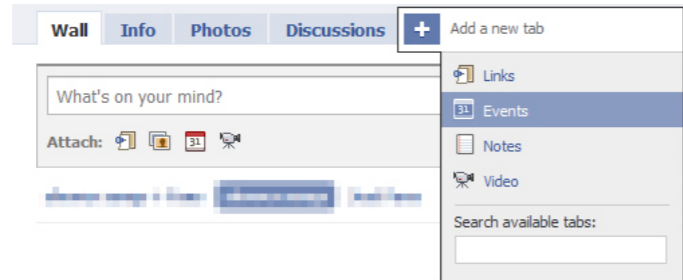 Wall Info Photos Discussions + Add a new tab
Links
What's on your mind?
31 Events
Attach: 31
Notes
Video
Search available tabs: